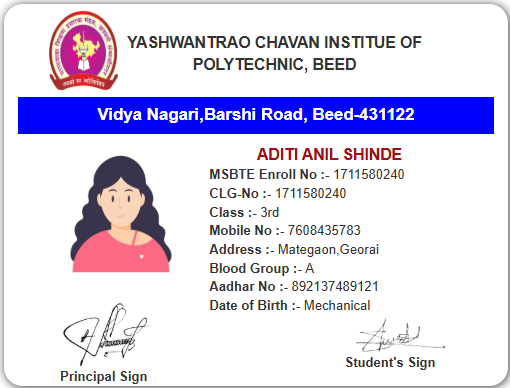 YASHWANTRAO CHAVAN INSTITUE OF
POLYTECHNIC, BEED
Vidya Nagari,Barshi Road, Beed-431122
ADITI ANIL SHINDE
MSBTE Enroll No :- 1711580240
CLG-No :- 1711580240
Class :- 3rd
Mobile No :- 7608435783
Address :- Mategaon,Georai
Blood Group :- A
Aadhar No :- 892137489121
Date of Birth :- Mechanical
Principal Sign
Student's Sign